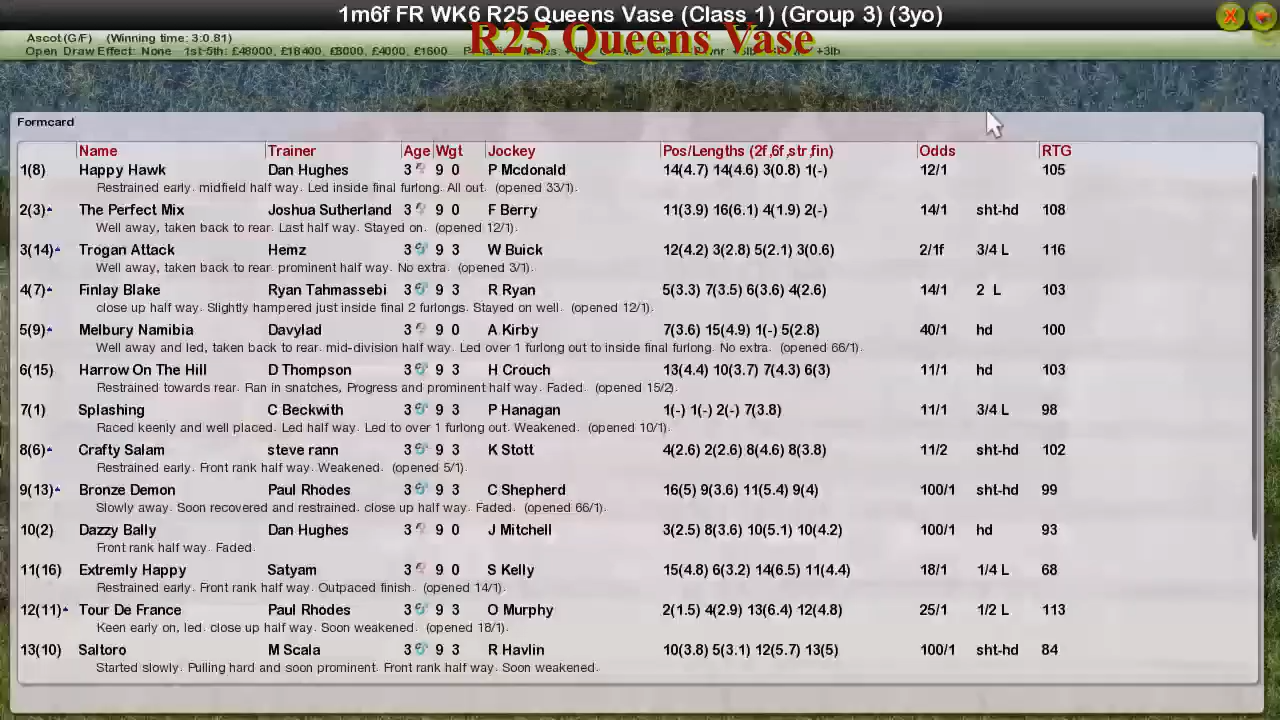 1m6f FR WK6 R25 Queens Vase (Class 1) (Group 3) (3yo)
R25 Queens Vase
Ascot(G/F) (Winning time: 3:0.81)
Open Draw Effect: None 1st-5th: £48000, £16400, £8000, £4000, £1600
Formcard
Name Trainer Age Wgt Jockey Pos/Lengths (2f,6f,str,fin) Odds RTG
1(8) Happy Hawk Dan Hughes 3 9 0 P Mcdonald 14(4.7) 14(4.6) 3(0.8) 1(-) 12/1 105
Restrained early. midfield half way. Led inside final furlong. All out. (opened 33/1).
2(3) The Perfect Mix Joshua Sutherland 3 9 0 F Berry 11(3.9) 16(6.1) 4(1.9) 2(-) 14/1 sht-hd 108
Well away, taken back to rear. Last half way. Stayed on. (opened 12/1).
3(14) Trogan Attack Hemz 3 9 3 W Buick 12(4.2) 3(2.8) 5(2.1) 3(0.6) 2/1f 3/4 L 116
Well away, taken back to rear. prominent half way. No extra. (opened 3/1).
4(7) Finlay Blake Ryan Tahmassebi 3 9 3 R Ryan 5(3.3) 7(3.5) 6(3.6) 4(2.6) 14/1 2 L 103
close up half way. Slightly hampered just inside final 2 furlongs. Stayed on well. (opened 12/1).
5(9) Melbury Namibia Davylad 3 9 0 A Kirby 7(3.6) 15(4.9) 1(-) 5(2.8) 40/1 hd 100
Well away and led, taken back to rear. mid-division half way. Led over 1 furlong out to inside final furlong. No extra. (opened 66/1).
6(15) Harrow On The Hill D Thompson 3 9 3 H Crouch 13(4.4) 10(3.7) 7(4.3) 6(3) 11/1 hd 103
Restrained towards rear. Ran in snatches, Progress and prominent half way. Faded. (opened 15/2).
7(1) Splashing C Beckwith 3 9 3 P Hanagan 1(-) 1(-) 2(-) 7(3.8) 11/1 3/4 L 98
Raced keenly and well placed. Led half way. Led to over 1 furlong out. Weakened. (opened 10/1).
8(6) Crafty Salam steve rann 3 9 3 K Stott 4(2.6) 2(2.6) 8(4.6) 8(3.8) 11/2 sht-hd 102
Restrained early. Front rank half way. Weakened. (opened 5/1).
9(13) Bronze Demon Paul Rhodes 3 9 3 C Shepherd 16(5) 9(3.6) 11(5.4) 9(4) 100/1 sht-hd 99
Slowly away. Soon recovered and restrained. close up half way. Faded. (opened 66/1).
10(2) Dazzy Bally Dan Hughes 3 9 0 J Mitchell 3(2.5) 8(3.6) 10(5.1) 10(4.2) 100/1 hd 93
Front rank half way. Faded.
11(16) Extremly Happy Satyam 3 9 0 S Kelly 15(4.8) 6(3.2) 14(6.5) 11(4.4) 18/1 1/4 L 68
Restrained early. Front rank half way. Outpaced finish. (opened 14/1).
12(11) Tour De France Paul Rhodes 3 9 3 O Murphy 2(1.5) 4(2.9) 13(6.4) 12(4.8) 25/1 1/2 L 113
Keen early on, led. close up half way. Soon weakened. (opened 18/1).
13(10) Saltoro M Scala 3 9 3 R Havlin 10(3.8) 5(3.1) 12(5.7) 13(5) 100/1 sht-hd 84
Started slowly. Pulling hard and soon prominent. Front rank half way. Soon weakened.